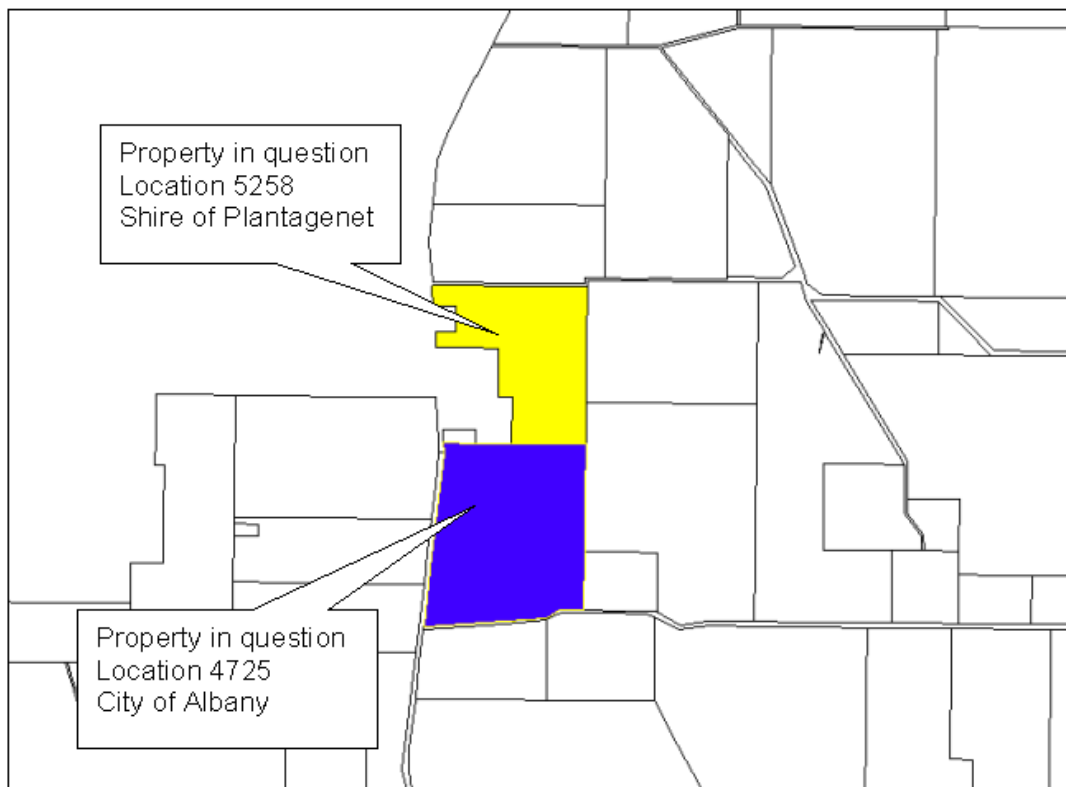 Property in question
Location 5258
Shire of Plantagenet
Property in question
Location 4725
City of Albany